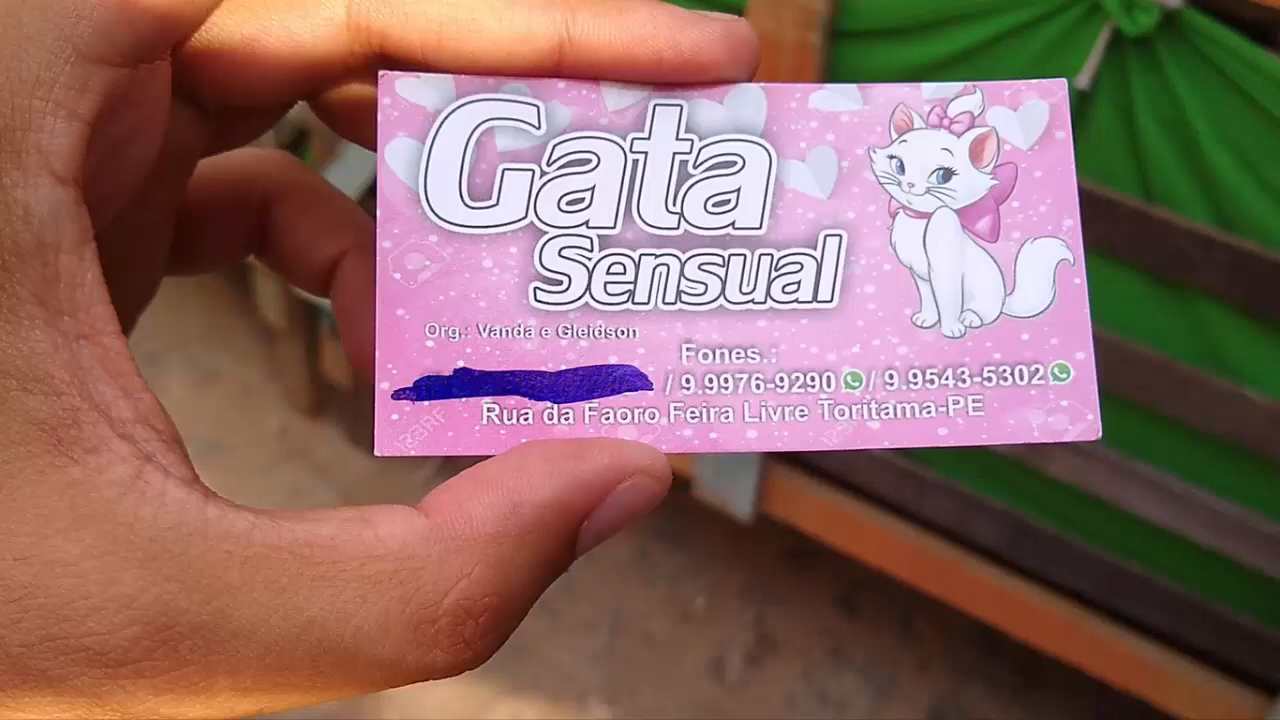 Gata
Sensual
Org.: Vanda e Gleidson
Fones.:
/ 9.9976-9290 / 9.9543-5302
Rua da Faoro Feira Livre Toritama-PE
123RF